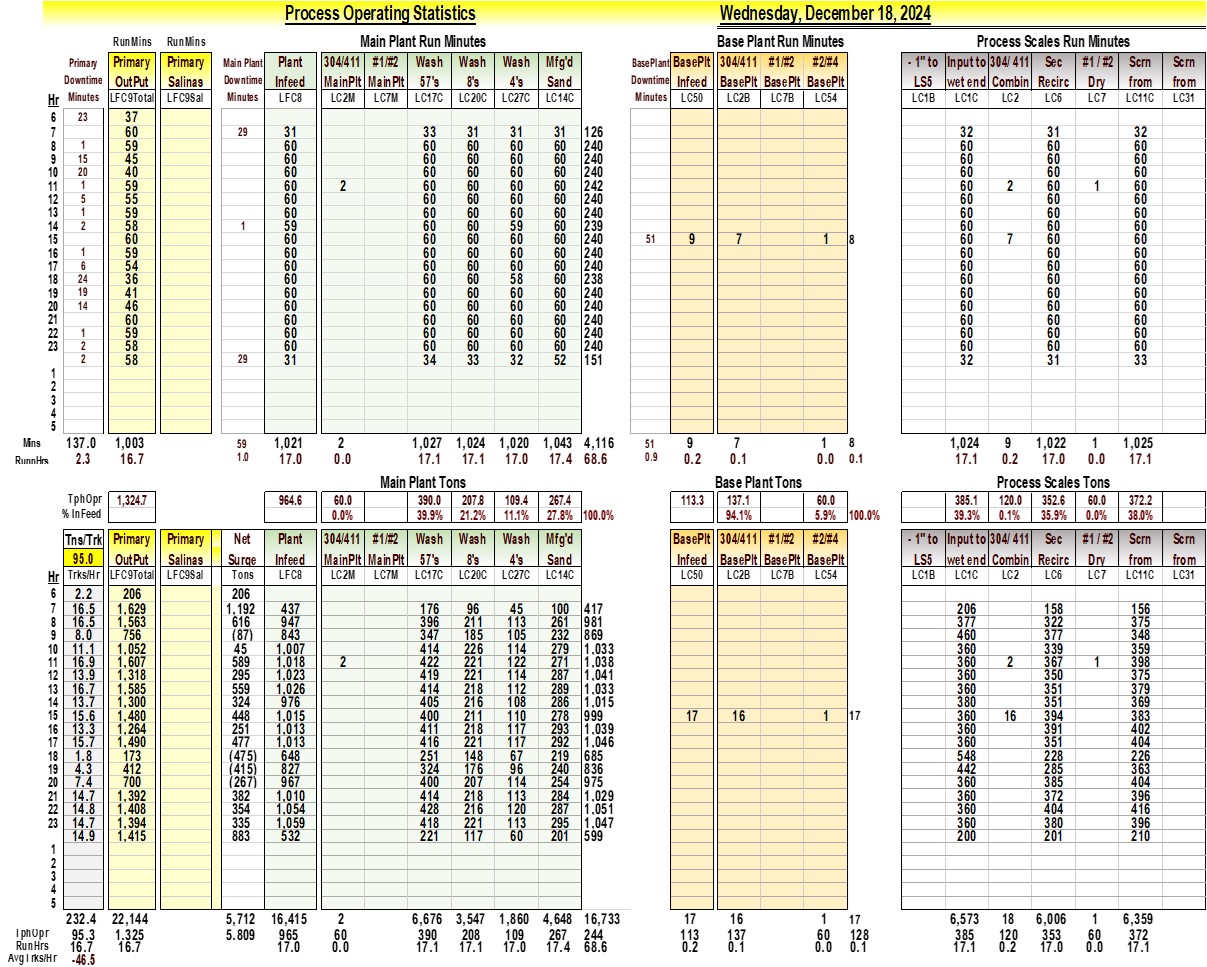 Process Operating Statistics Wednesday, December 18, 2024
RunMins RunMins Main Plant Run Minutes Base Plant Run Minutes Process Scales Run Minutes
Primary Primary Primary Main Plant Plant 304/411 #1/#2 Wash Wash Wash Mfg'd BasePlant BasePlt 304/411 #1/#2 #2/#4 - 1" to Input to 304/ 411 Sec #1 / #2 Scrn Scrn
Downtime OutPut Salinas Downtime Infeed MainPlt MainPlt 57's 8's 4's Sand Downtime Infeed BasePlt BasePlt BasePlt LS5 wet end Combin Recirc Dry from from
Hr Minutes LFC9Total LFC9Sal Minutes LFC8 LC2M LC7M LC17C LC20C LC27C LC14C Minutes LC50 LC2B LC7B LC54 LC1B LC1C LC2 LC6 LC7 LC11C LC31
6 23 37
7 60 29 31 33 31 31 31 126 32 31 32
8 1 59 60 60 60 60 60 240 60 60 60
9 15 45 60 60 60 60 60 240 60 60 60
10 20 40 60 60 60 60 60 240 60 60 60
11 1 59 60 2 60 60 60 60 242 60 2 60 1 60
12 5 55 60 60 60 60 60 240 60 60 60
13 1 59 60 60 60 60 60 240 60 60 60
14 2 58 1 59 60 60 59 60 239 60 60 60
15 60 60 60 60 60 60 240 51 9 7 1 8 60 7 60 60
16 1 59 60 60 60 60 60 240 60 60 60
17 6 54 60 60 60 60 60 240 60 60 60
18 24 36 60 60 60 58 60 238 60 60 60
19 19 41 60 60 60 60 60 240 60 60 60
20 14 46 60 60 60 60 60 240 60 60 60
21 60 60 60 60 60 60 240 60 60 60
22 1 59 60 60 60 60 60 240 60 60 60
23 2 58 60 60 60 60 60 240 60 60 60
2 58 29 31 34 33 32 52 151 32 31 33
1
2
3
4
5
Mins 137.0 1,003 59 1,021 2 1,027 1,024 1,020 1,043 4,116 51 9 7 1 8 1,024 9 1,022 1 1,025
RunnHrs 2.3 16.7 1.0 17.0 0.0 17.1 17.1 17.0 17.4 68.6 0.9 0.2 0.1 0.0 0.1 17.1 0.2 17.0 0.0 17.1
Main Plant Tons Base Plant Tons Process Scales Tons
TphOpr 1,324.7 964.6 60.0 390.0 207.8 109.4 267.4 113.3 137.1 60.0 385.1 120.0 352.6 60.0 372.2
% InFeed 0.0% 39.9% 21.2% 11.1% 27.8% 100.0% 94.1% 5.9% 100.0% 39.3% 0.1% 35.9% 0.0% 38.0%
Tns/Trk Primary Primary Net Plant 304/411 #1/#2 Wash Wash Wash Mfg'd BasePlt 304/411 #1/#2 #2/#4 - 1" to Input to 304/ 411 Sec #1 / #2 Scrn Scrn
95.0 OutPut Salinas Surge Infeed MainPlt MainPlt 57's 8's 4's Sand Infeed BasePlt BasePlt BasePlt LS5 wet end Combin Recirc Dry from from
Hr Trks/Hr LFC9Total LFC9Sal Tons LFC8 LC2M LC7M LC17C LC20C LC27C LC14C LC50 LC2B LC7B LC54 LC1B LC1C LC2 LC6 LC7 LC11C LC31
6 2.2 206 206
7 16.5 1,629 1,192 437 176 96 45 100 417 206 158 156
8 16.5 1,563 616 947 396 211 113 261 981 377 322 375
9 8.0 756 (87) 843 347 185 105 232 869 460 377 348
10 11.1 1,052 45 1,007 414 226 114 279 1,033 360 339 359
11 16.9 1,607 589 1,018 2 422 221 122 271 1,038 360 2 367 1 398
12 13.9 1,318 295 1,023 419 221 114 287 1,041 360 350 375
13 16.7 1,585 559 1,026 414 218 112 289 1,033 360 351 379
14 13.7 1,300 324 976 405 216 108 286 1,015 380 351 369
15 15.6 1,480 448 1,015 400 211 110 278 999 17 16 1 17 360 16 394 383
16 13.3 1,264 251 1,013 411 218 117 293 1,039 360 391 402
17 15.7 1,490 477 1,013 416 221 117 292 1,046 360 351 404
18 1.8 173 (475) 648 251 148 67 219 685 548 228 226
19 4.3 412 (415) 827 324 176 96 240 836 442 285 363
20 7.4 700 (267) 967 400 207 114 254 975 360 385 404
21 14.7 1,392 382 1,010 414 218 113 284 1,029 360 372 396
22 14.8 1,408 354 1,054 428 216 120 287 1,051 360 404 416
23 14.7 1,394 335 1,059 418 221 113 295 1,047 360 380 396
14.9 1,415 883 532 221 117 60 201 599 200 201 210
1
2
3
4
5
232.4 22,144 5,712 16,415 2 6,676 3,547 1,860 4,648 16,733 17 16 1 17 6,573 18 6,006 1 6,359
TphOpr 95.3 1,325 5.809 965 60 390 208 109 267 244 113 137 60 128 385 120 353 60 372
RunHrs 16.7 16.7 17.0 0.0 17.1 17.1 17.0 17.4 68.6 0.2 0.1 0.0 0.1 17.1 0.2 17.0 0.0 17.1
Avg Trks/Hr -46.5